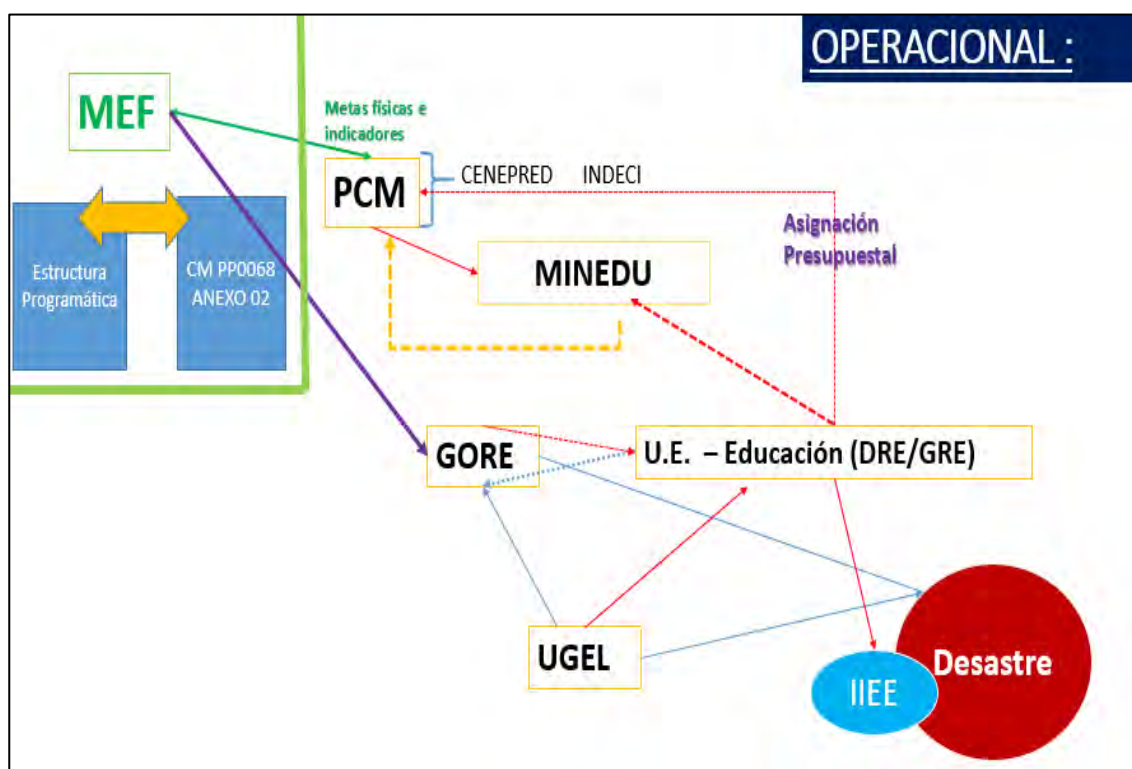 OPERACIONAL :
MEF
Metas físicas e
indicadores
PCM
CENEPRED INDECI
Asignación
Presupuestal
Estructura
Programática
CM PP0068
ANEXO 02
MINEDU
GORE
U.E. – Educación (DRE/GRE)
UGEL
IIEE
Desastre